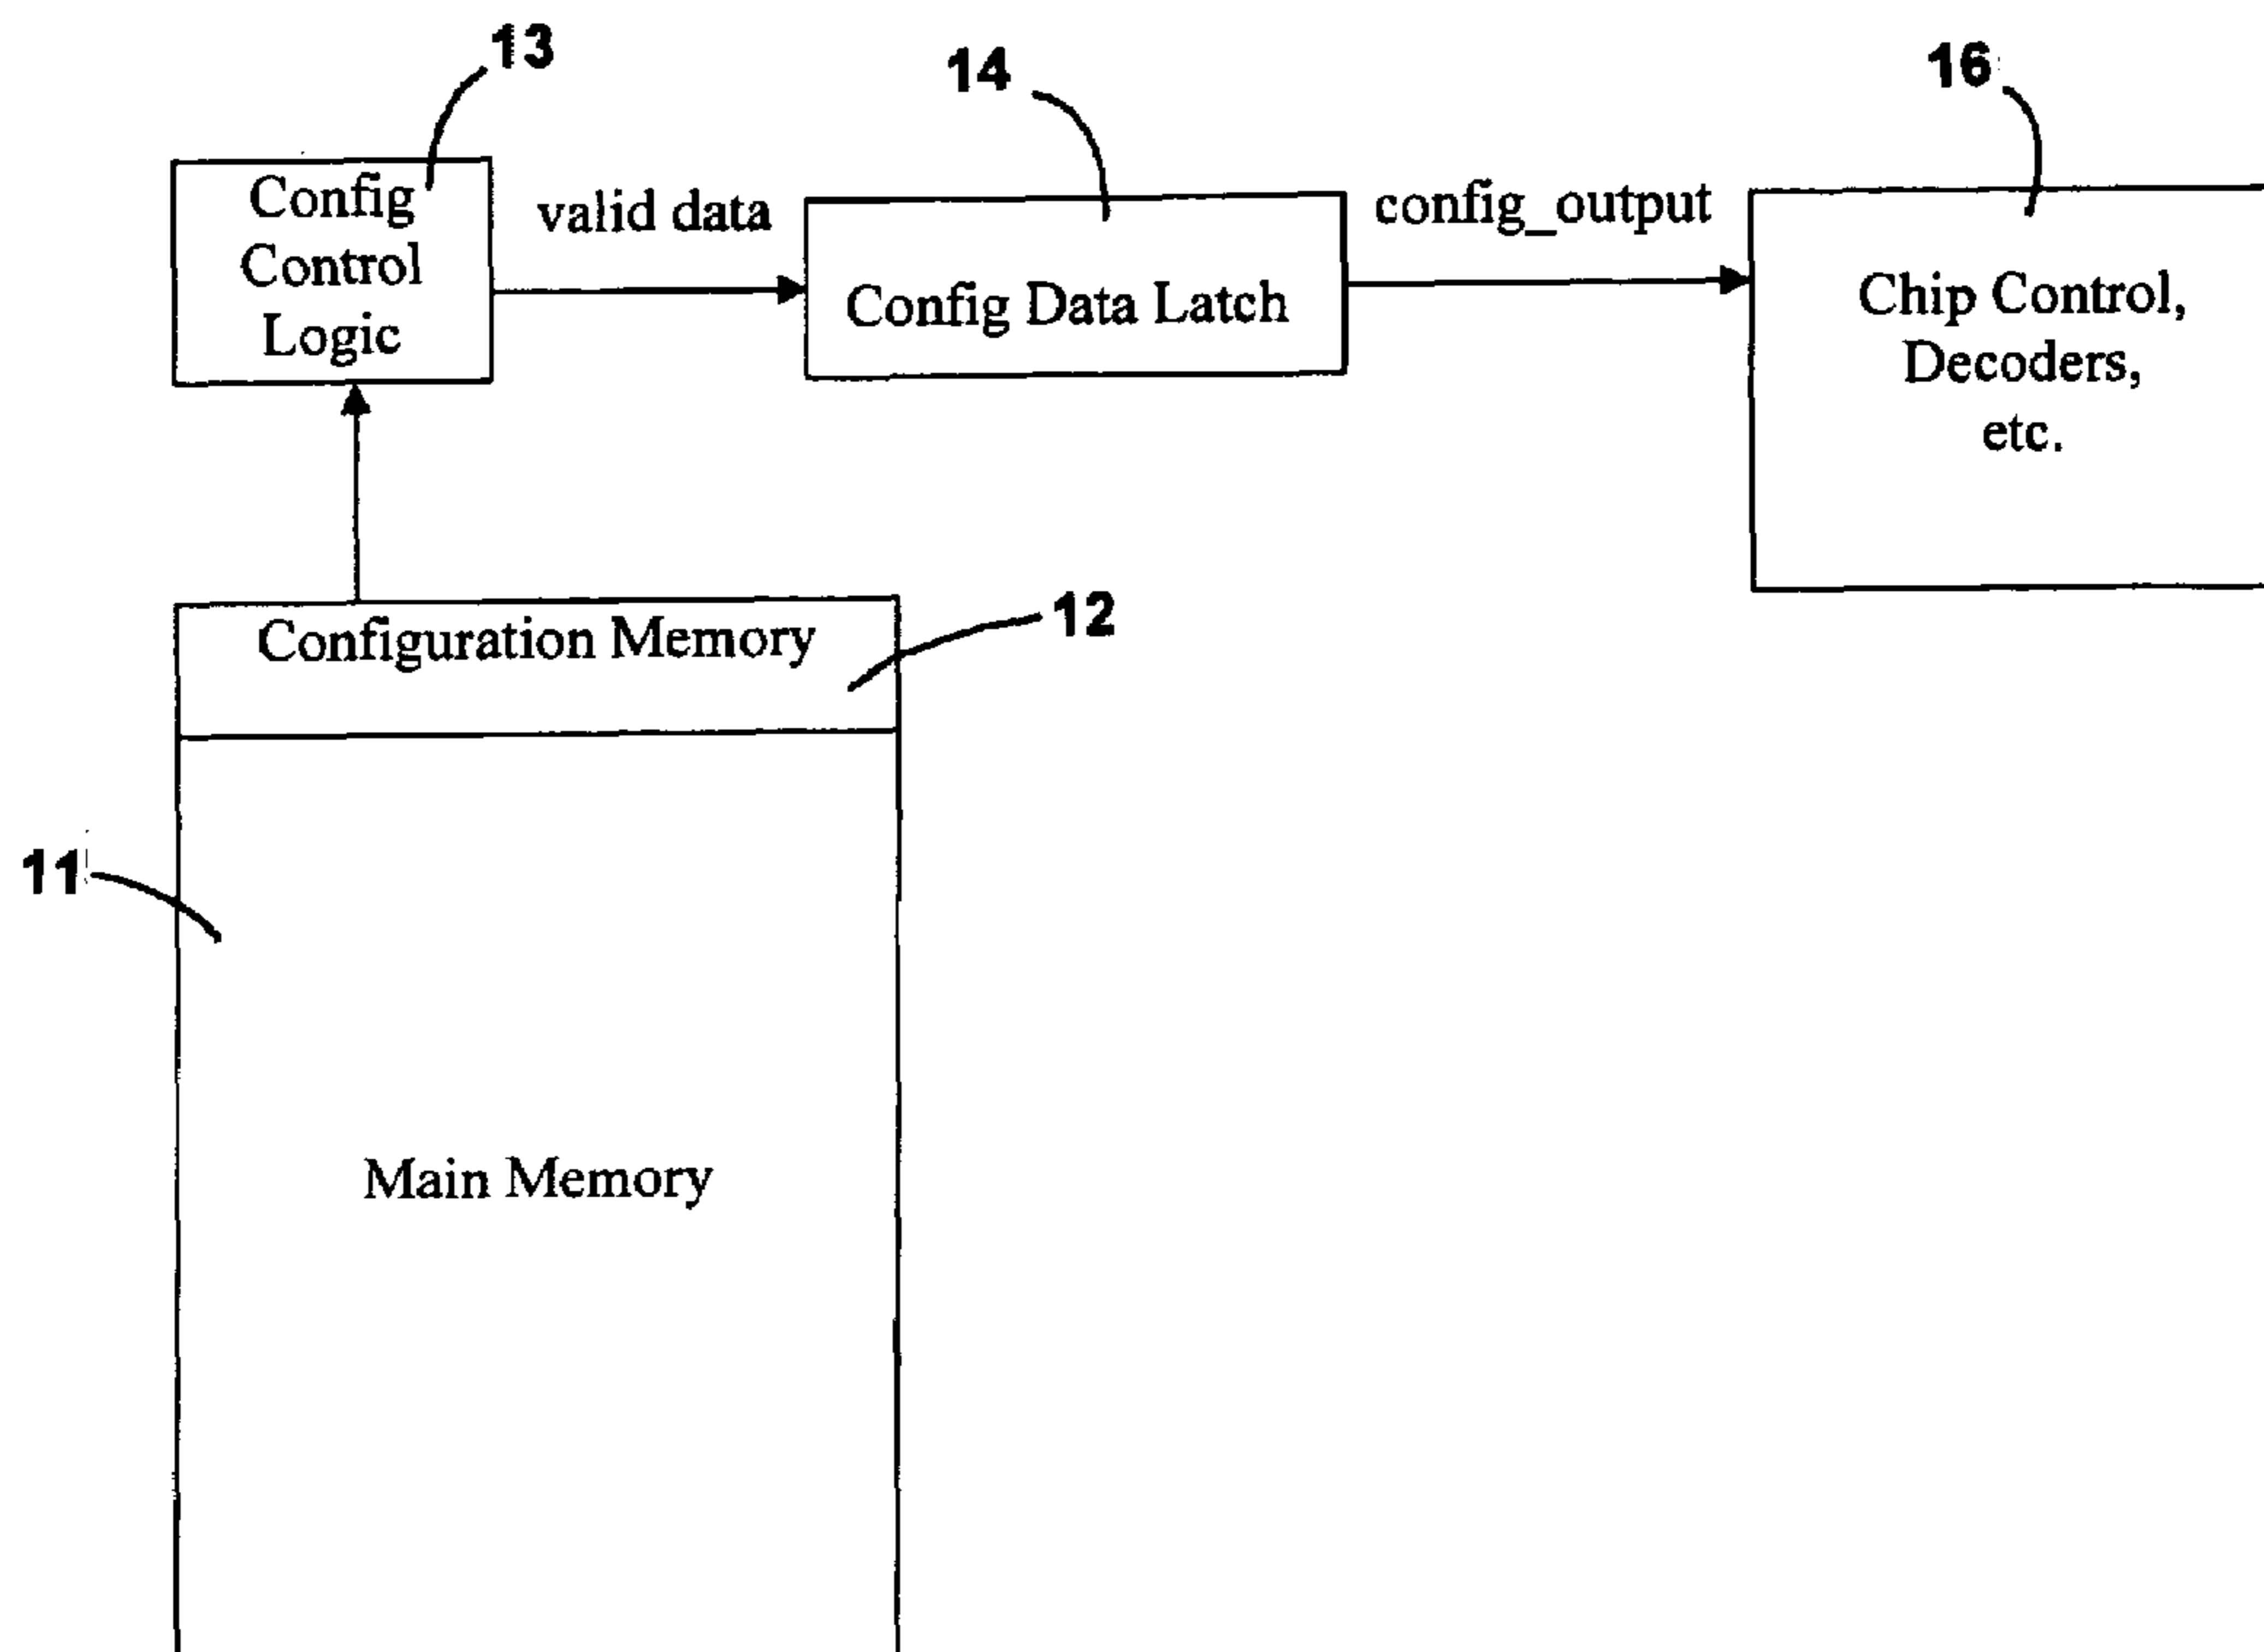 13
14
16
Config
Control
Logic
valid data
Config Data Latch
config_output
Chip Control,
Decoders,
etc.
Configuration Memory
12
11
Main Memory